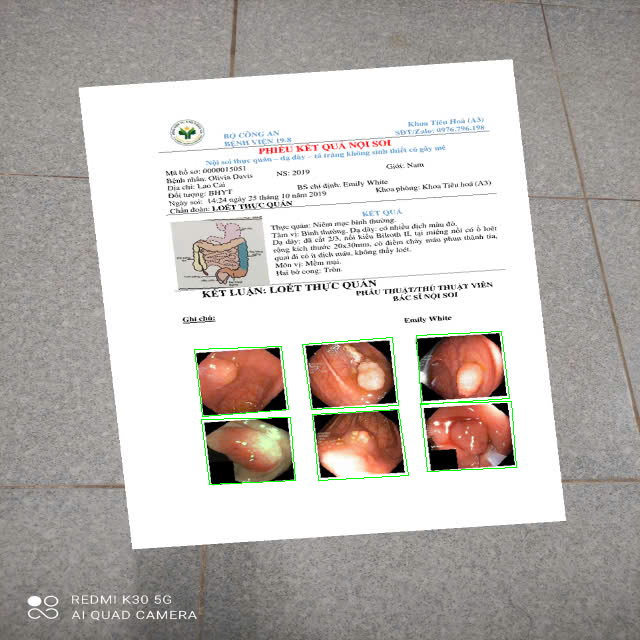 BỘ CÔNG AN
BỆNH VIỆN 19-8
Khoa Tiêu Hoá (A3)
SĐT/Zalo: 0976.796.198
PHIẾU KẾT QUẢ NỘI SOI
Nội soi thực quản – dạ dày – tá tràng không sinh thiết có gây mê
Mã hồ sơ: 0000015051
Bệnh nhân: Olivia Davis NS: 2019 Giới: Nam
Địa chỉ: Lao Cai
Đối tượng: BHYT BS chỉ định: Emily White Khoa phòng: Khoa Tiêu hoá (A3)
Ngày soi: 14:24 ngày 25 tháng 10 năm 2019
Chẩn đoán: LOÉT THỰC QUẢN
KẾT QUẢ
Thực quản: Niêm mạc bình thường.
Tâm vị: Bình thường. Dạ dày: có nhiều dịch máu đỏ.
Dạ dày: đã cắt 2/3, nối kiểu Bilroth II, tại miệng nối có ổ loét
rộng kích thước 20x30mm, có điểm chảy máu phun thành tia,
quai đi có ít dịch máu, không thấy loét.
Môn vị: Mềm mại.
Hai bờ cong: Trơn.
KẾT LUẬN: LOÉT THỰC QUẢN
PHẪU THUẬT/THỦ THUẬT VIÊN
BÁC SĨ NỘI SOI
Ghi chú:
Emily White
REDMI K30 5G
AI QUAD CAMERA